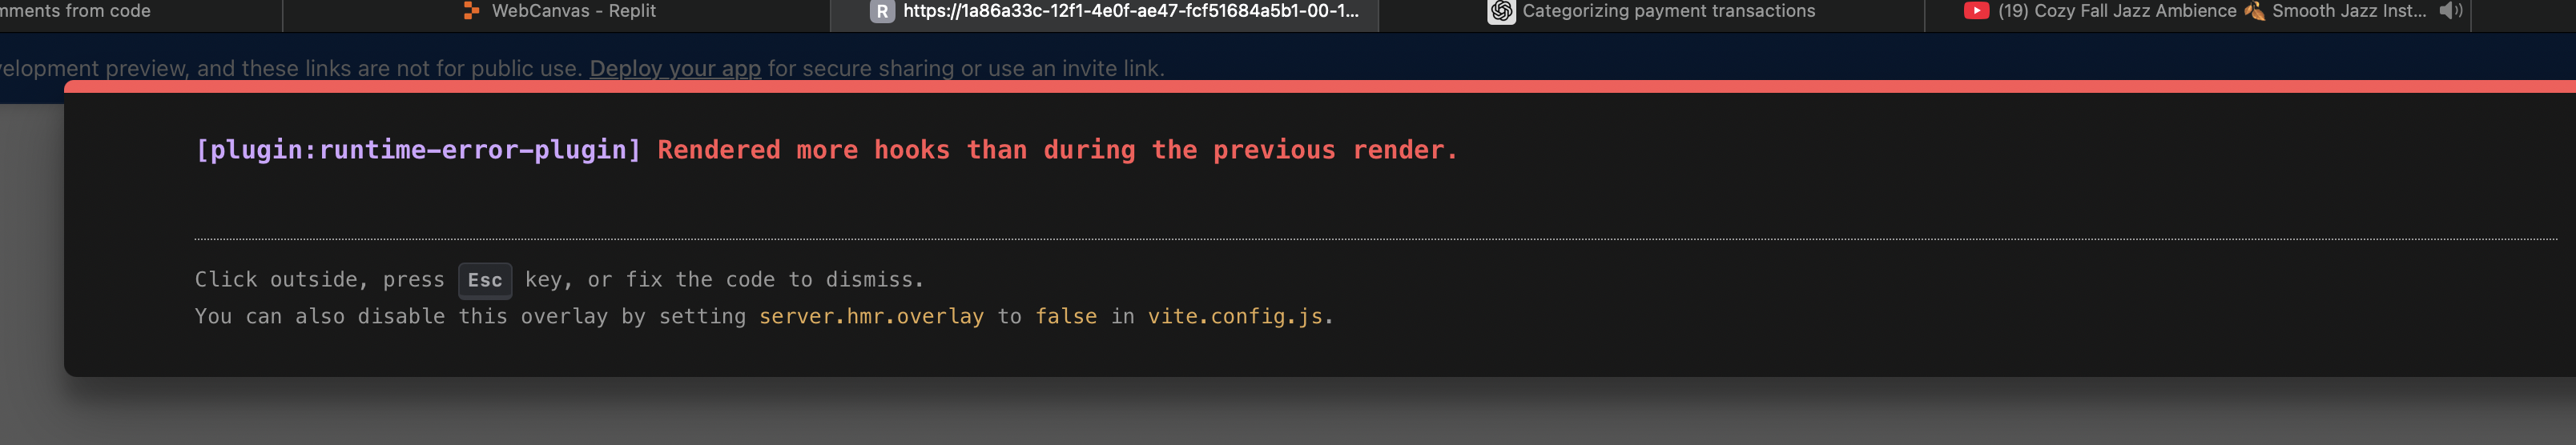 mments from code
WebCanvas - Replit
R https://1a86a33c-12f1-4e0f-ae47-fcf51684a5b1-00-1...
Categorizing payment transactions
(19) Cozy Fall Jazz Ambience 🍂 Smooth Jazz Inst...
velopment preview, and these links are not for public use. Deploy your app for secure sharing or use an invite link.
[plugin:runtime-error-plugin] Rendered more hooks than during the previous render.
Click outside, press Esc key, or fix the code to dismiss.
You can also disable this overlay by setting server.hmr.overlay to false in vite.config.js.